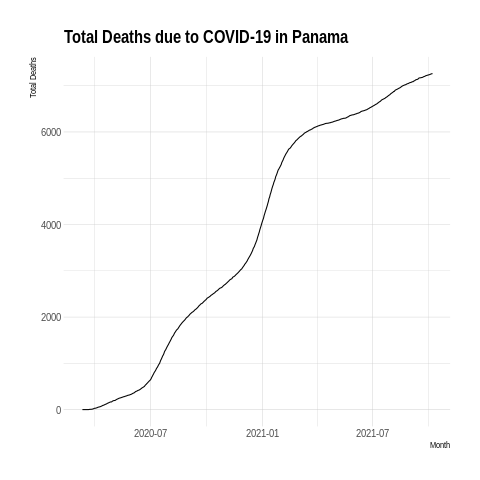 Total Deaths due to COVID-19 in Panama
Total Deaths
6000
4000
2000
0
2020-07 2021-01 2021-07
Month